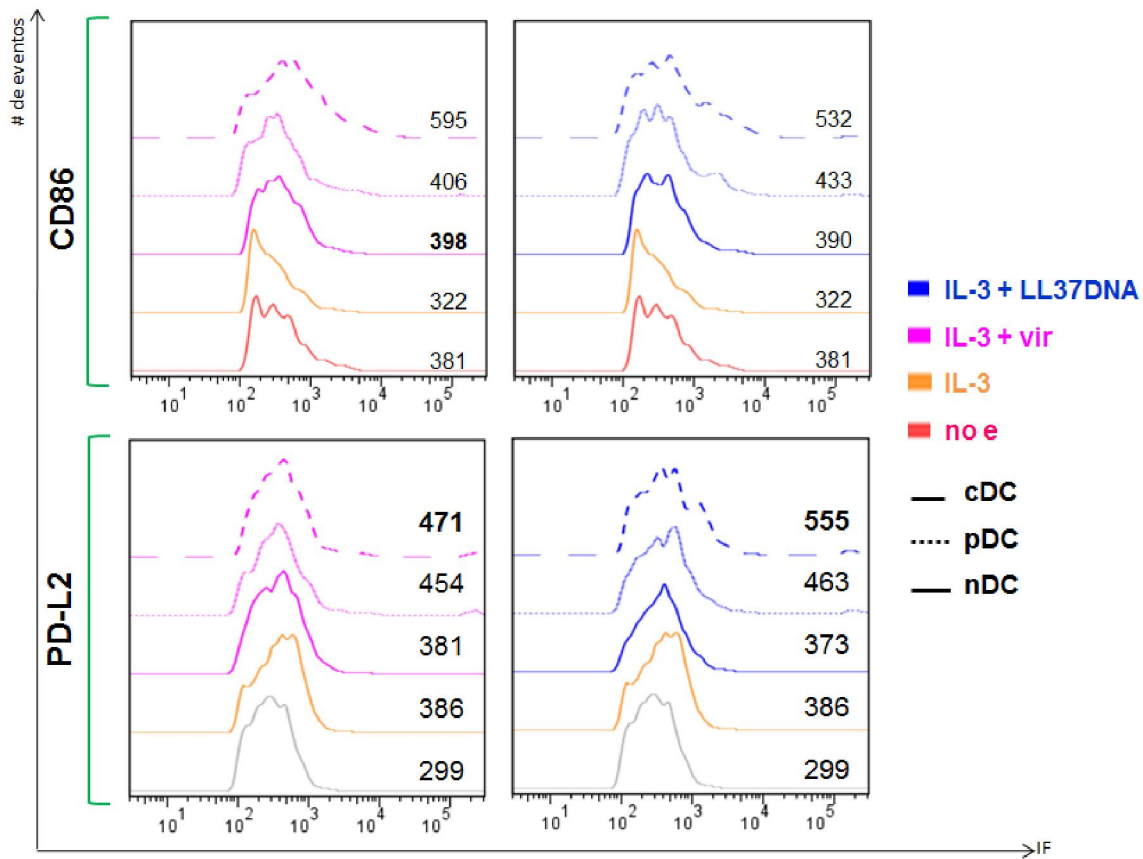 # de eventos
CD86
595
406
398
322
381
10¹ 10² 10³ 10⁴ 10⁵
532
433
390
322
381
10¹ 10² 10³ 10⁴ 10⁵
PD-L2
471
454
381
386
299
10¹ 10² 10³ 10⁴ 10⁵
555
463
373
386
299
10¹ 10² 10³ 10⁴ 10⁵
IF
IL-3 + LL37DNA
IL-3 + vir
IL-3
no e
cDC
pDC
nDC